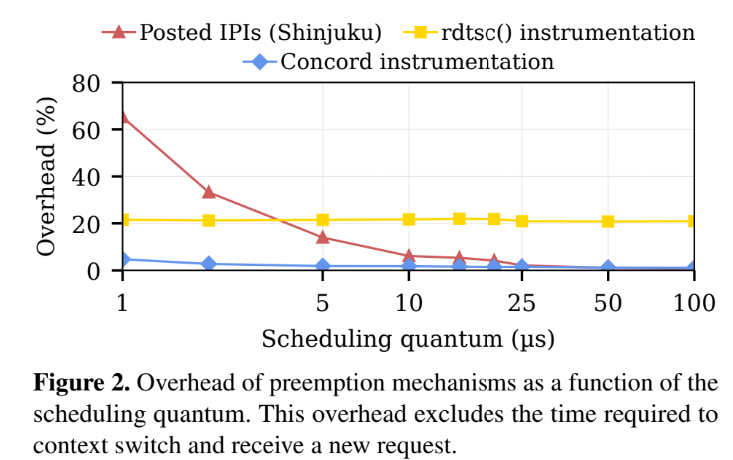 Posted IPIs (Shinjuku) rdtsc() instrumentation
Concord instrumentation
80
60
40
20
0
Overhead (%)
1 5 10 25 50 100
Scheduling quantum (µs)
Figure 2. Overhead of preemption mechanisms as a function of the
scheduling quantum. This overhead excludes the time required to
context switch and receive a new request.